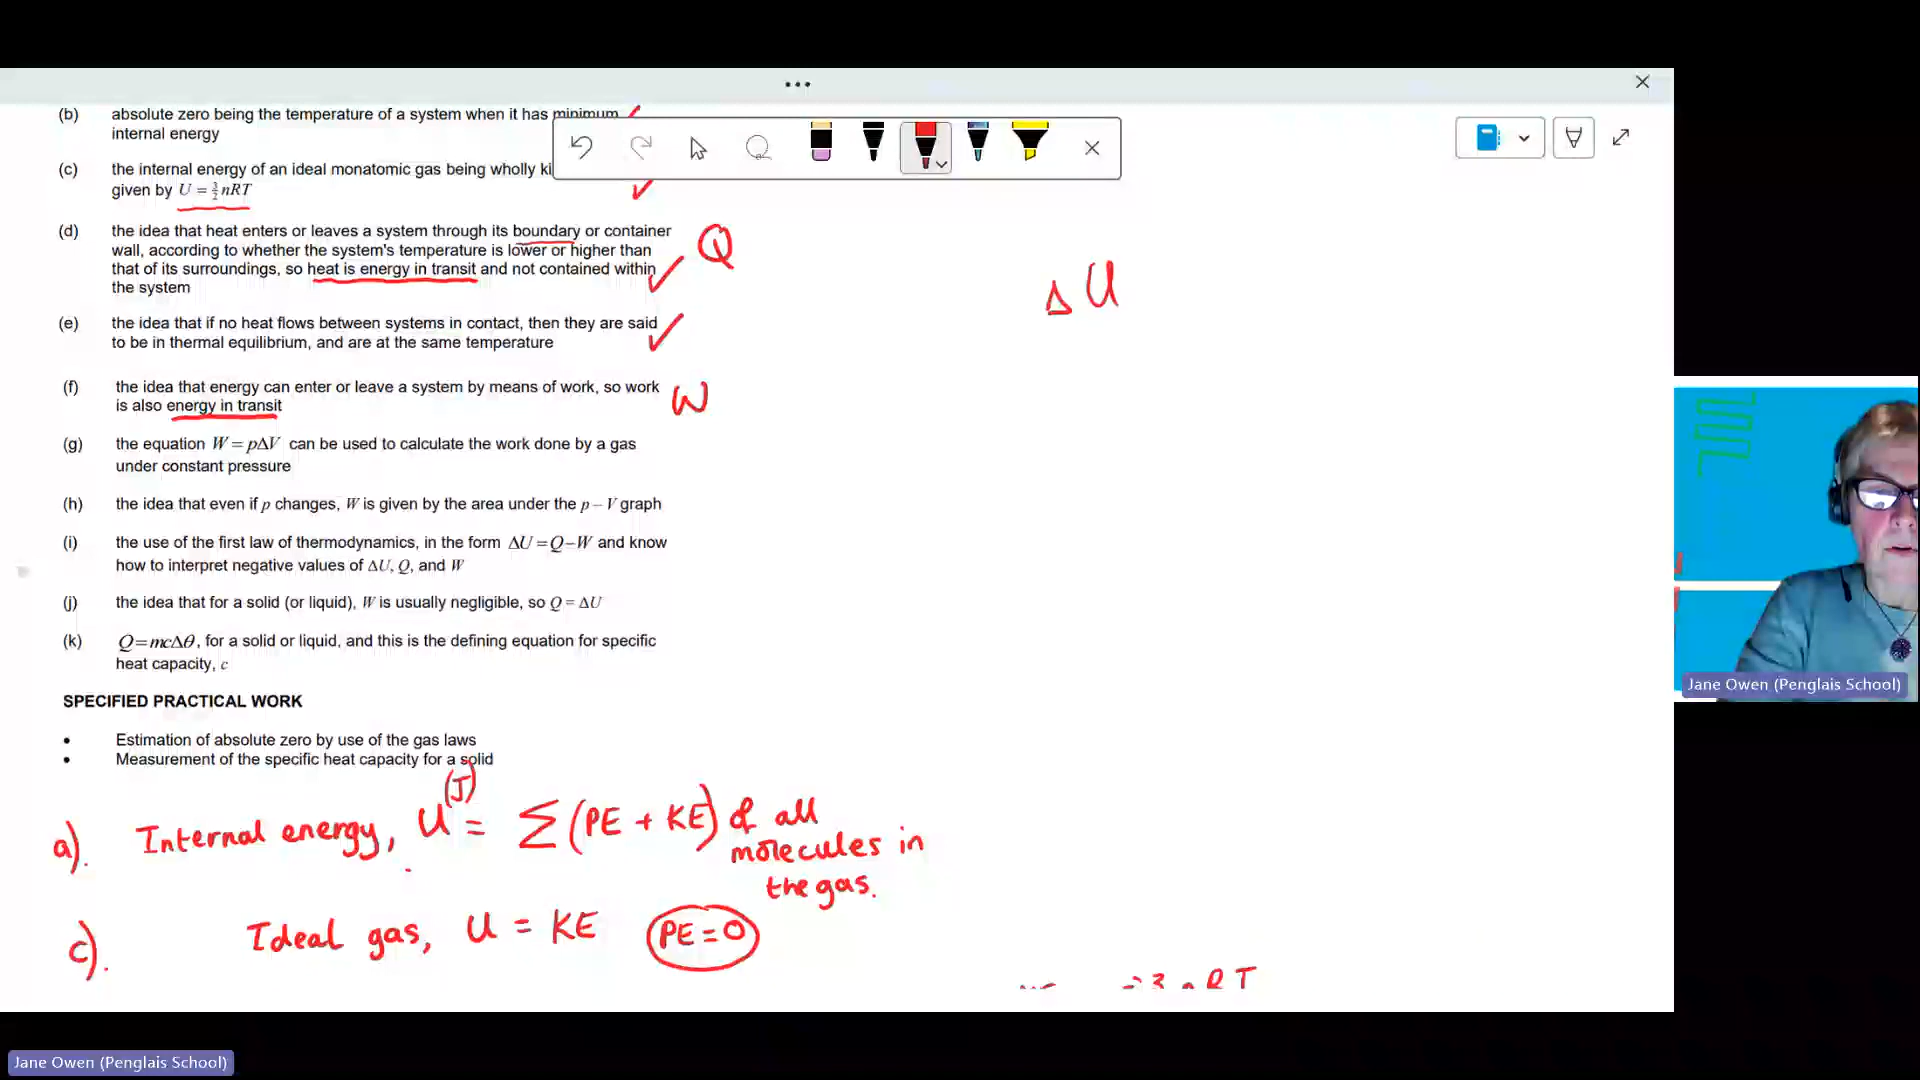 (b) absolute zero being the temperature of a system when it has minimum
internal energy
(c) the internal energy of an ideal monatomic gas being wholly ki
given by U = 3/2 nRT
(d) the idea that heat enters or leaves a system through its boundary or container
wall, according to whether the system's temperature is lower or higher than
that of its surroundings, so heat is energy in transit and not contained within
the system
Q
ΔU
(e) the idea that if no heat flows between systems in contact, then they are said
to be in thermal equilibrium, and are at the same temperature
(f) the idea that energy can enter or leave a system by means of work, so work
is also energy in transit
W
(g) the equation W = pΔV can be used to calculate the work done by a gas
under constant pressure
(h) the idea that even if p changes, W is given by the area under the p – V graph
(i) the use of the first law of thermodynamics, in the form ΔU = Q – W and know
how to interpret negative values of ΔU, Q, and W
(j) the idea that for a solid (or liquid), W is usually negligible, so Q = ΔU
(k) Q = mcΔθ, for a solid or liquid, and this is the defining equation for specific
heat capacity, c
SPECIFIED PRACTICAL WORK
• Estimation of absolute zero by use of the gas laws
• Measurement of the specific heat capacity for a solid
a). Internal energy, U (J) = Σ (PE + KE) of all
molecules in
the gas.
c). Ideal gas, U = KE PE = 0
nRT
Jane Owen (Penglais School)
Jane Owen (Penglais School)